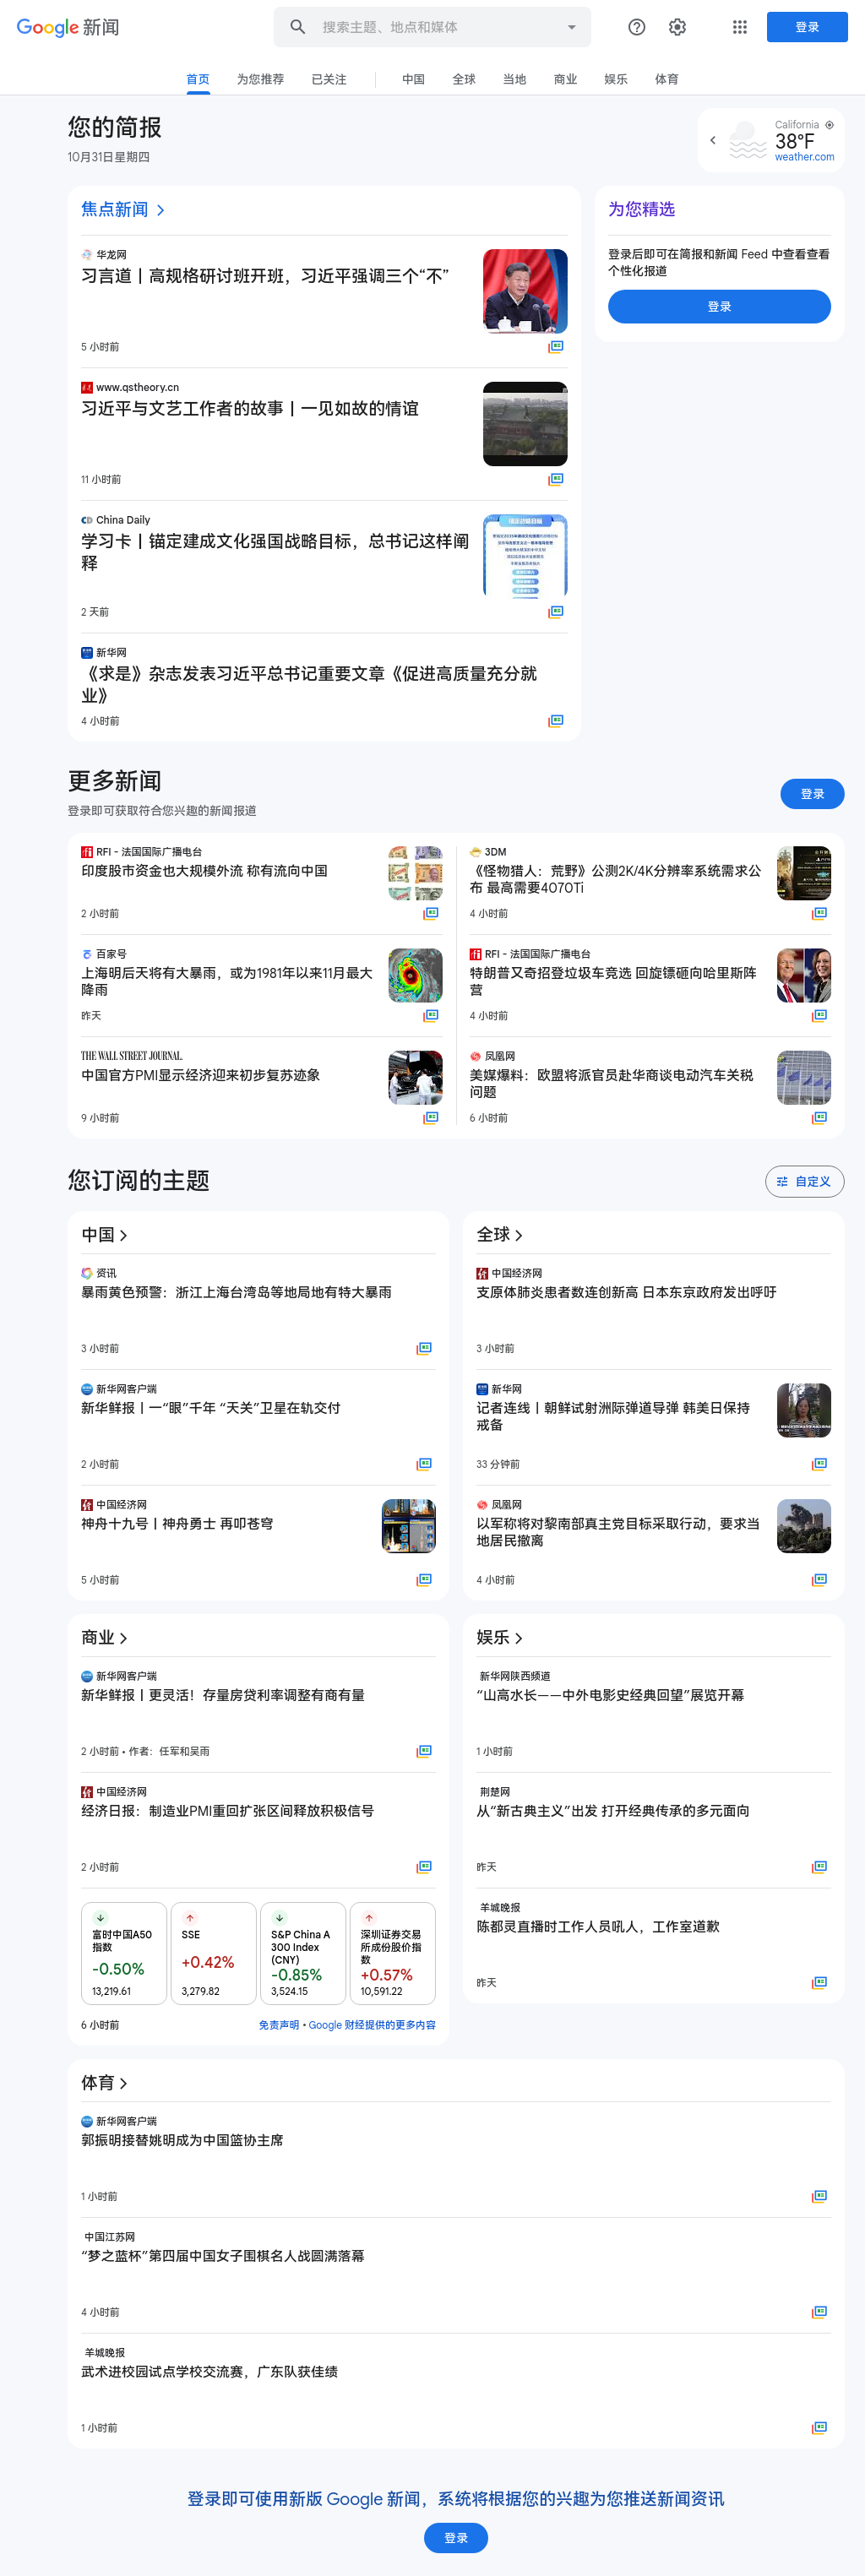 Google 新闻
搜索主题、地点和媒体
登录
首页
为您推荐
已关注
中国
全球
当地
商业
娱乐
体育
您的简报
10月31日星期四
California
38°F
weather.com
焦点新闻
华龙网
习言道丨高规格研讨班开班，习近平强调三个“不”
5 小时前
www.qstheory.cn
习近平与文艺工作者的故事丨一见如故的情谊
11 小时前
China Daily
学习卡丨锚定建成文化强国战略目标，总书记这样阐
释
锚定战略目标
2 天前
新华网
《求是》杂志发表习近平总书记重要文章《促进高质量充分就
业》
4 小时前
为您精选
登录后即可在简报和新闻 Feed 中查看查看
个性化报道
登录
更多新闻
登录即可获取符合您兴趣的新闻报道
登录
RFI - 法国国际广播电台
印度股市资金也大规模外流 称有流向中国
2 小时前
百家号
上海明后天将有大暴雨，或为1981年以来11月最大
降雨
昨天
THE WALL STREET JOURNAL.
中国官方PMI显示经济迎来初步复苏迹象
9 小时前
3DM
《怪物猎人：荒野》公测2K/4K分辨率系统需求公
布 最高需要4070Ti
4 小时前
RFI - 法国国际广播电台
特朗普又奇招登垃圾车竞选 回旋镖砸向哈里斯阵
营
4 小时前
凤凰网
美媒爆料：欧盟将派官员赴华商谈电动汽车关税
问题
6 小时前
您订阅的主题
自定义
中国
资讯
暴雨黄色预警：浙江上海台湾岛等地局地有特大暴雨
3 小时前
新华网客户端
新华鲜报丨一“眼”千年 “天关”卫星在轨交付
2 小时前
中国经济网
神舟十九号丨神舟勇士 再叩苍穹
5 小时前
全球
中国经济网
支原体肺炎患者数连创新高 日本东京政府发出呼吁
3 小时前
新华网
记者连线丨朝鲜试射洲际弹道导弹 韩美日保持
戒备
33 分钟前
凤凰网
以军称将对黎南部真主党目标采取行动，要求当
地居民撤离
4 小时前
商业
新华网客户端
新华鲜报丨更灵活！存量房贷利率调整有商有量
2 小时前 • 作者：任军和吴雨
中国经济网
经济日报：制造业PMI重回扩张区间释放积极信号
2 小时前
富时中国A50
指数
-0.50%
13,219.61
SSE
+0.42%
3,279.82
S&P China A
300 Index
(CNY)
-0.85%
3,524.15
深圳证券交易
所成份股价指
数
+0.57%
10,591.22
6 小时前
免责声明 • Google 财经提供的更多内容
娱乐
新华网陕西频道
“山高水长——中外电影史经典回望”展览开幕
1 小时前
荆楚网
从“新古典主义”出发 打开经典传承的多元面向
昨天
羊城晚报
陈都灵直播时工作人员吼人，工作室道歉
昨天
体育
新华网客户端
郭振明接替姚明成为中国篮协主席
1 小时前
中国江苏网
“梦之蓝杯”第四届中国女子围棋名人战圆满落幕
4 小时前
羊城晚报
武术进校园试点学校交流赛，广东队获佳绩
1 小时前
登录即可使用新版 Google 新闻，系统将根据您的兴趣为您推送新闻资讯
登录